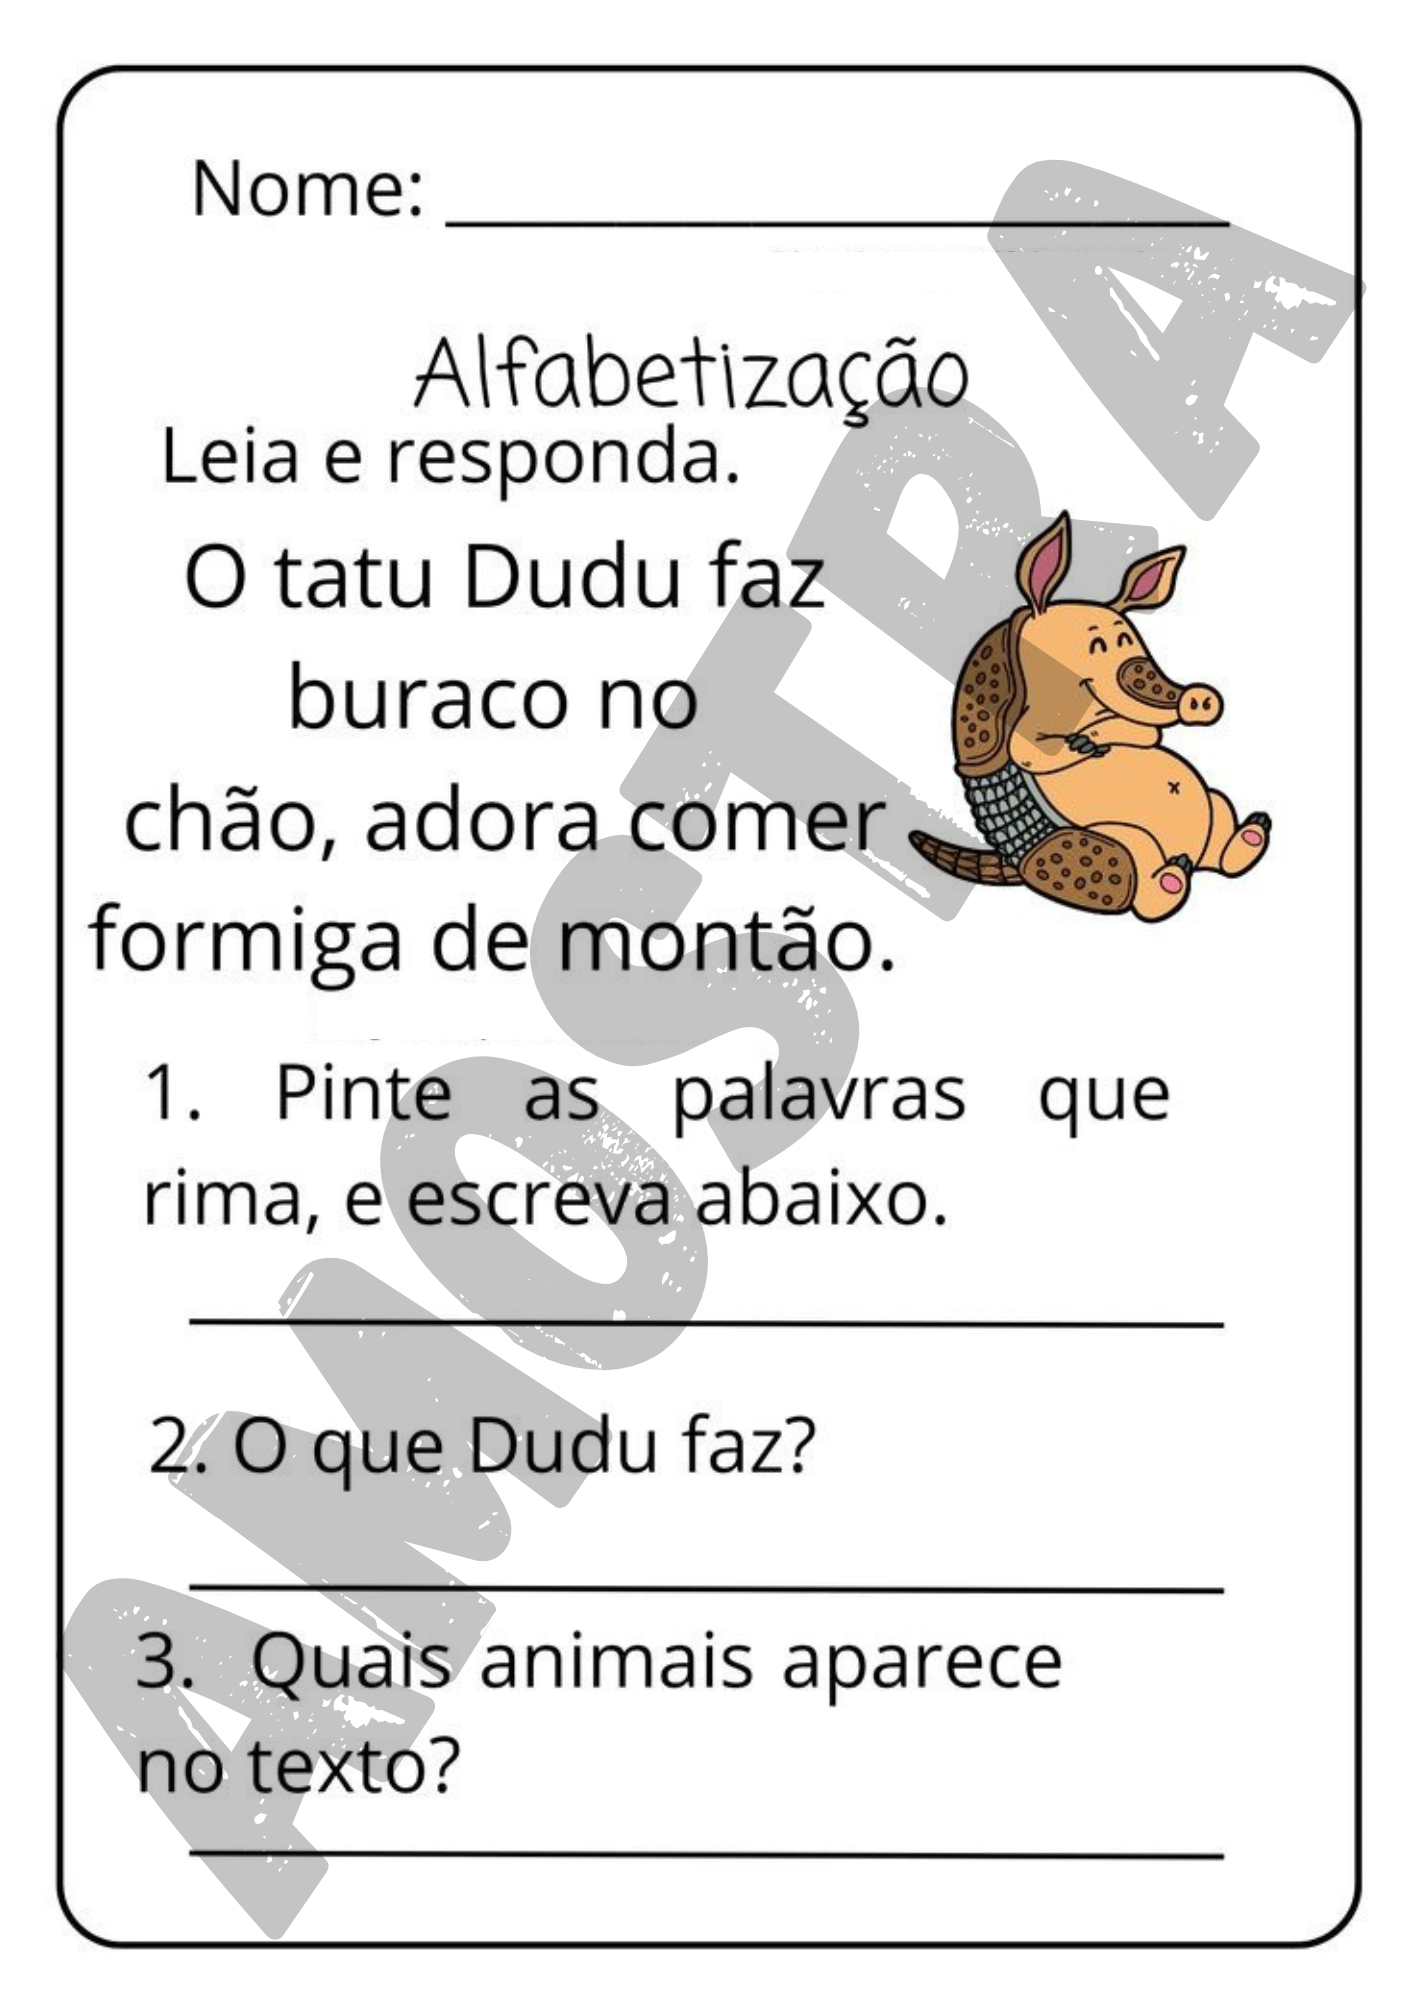 Nome: ____________________
Alfabetização
Leia e responda.
O tatu Dudu faz
buraco no
chão, adora comer
formiga de montão.
1. Pinte as palavras que
rima, e escreva abaixo.
2. O que Dudu faz?
3. Quais animais aparece
no texto?
AMOSTRA